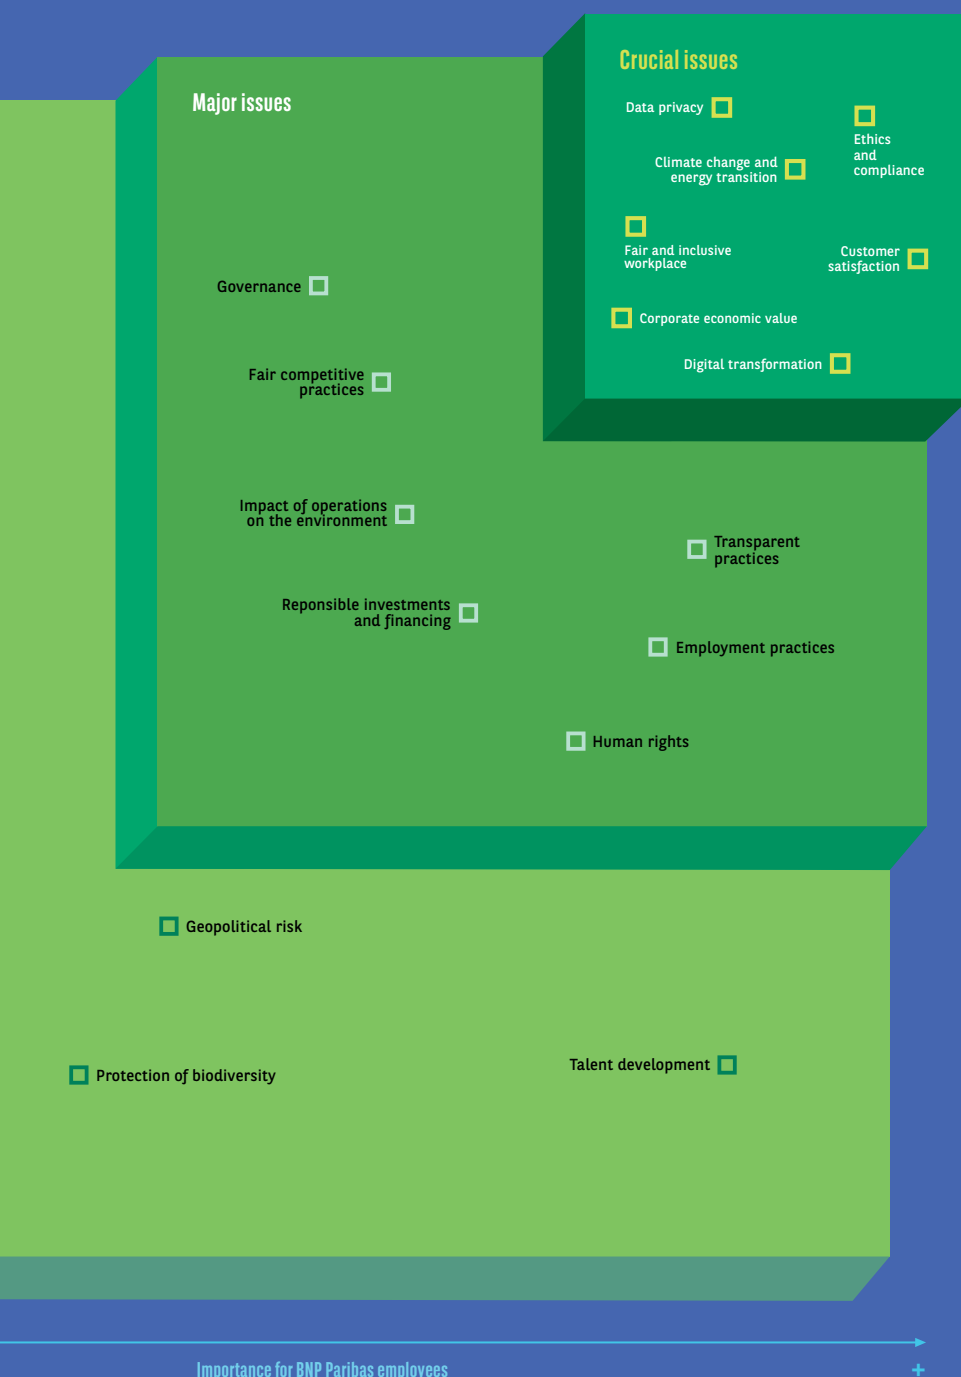 Crucial issues
Data privacy
Ethics
and
compliance
Climate change and
energy transition
Fair and inclusive
workplace
Customer
satisfaction
Corporate economic value
Digital transformation
Major issues
Governance
Fair competitive
practices
Impact of operations
on the environment
Transparent
practices
Reponsible investments
and financing
Employment practices
Human rights
Geopolitical risk
Talent development
Protection of biodiversity
Importance for BNP Paribas employees
+